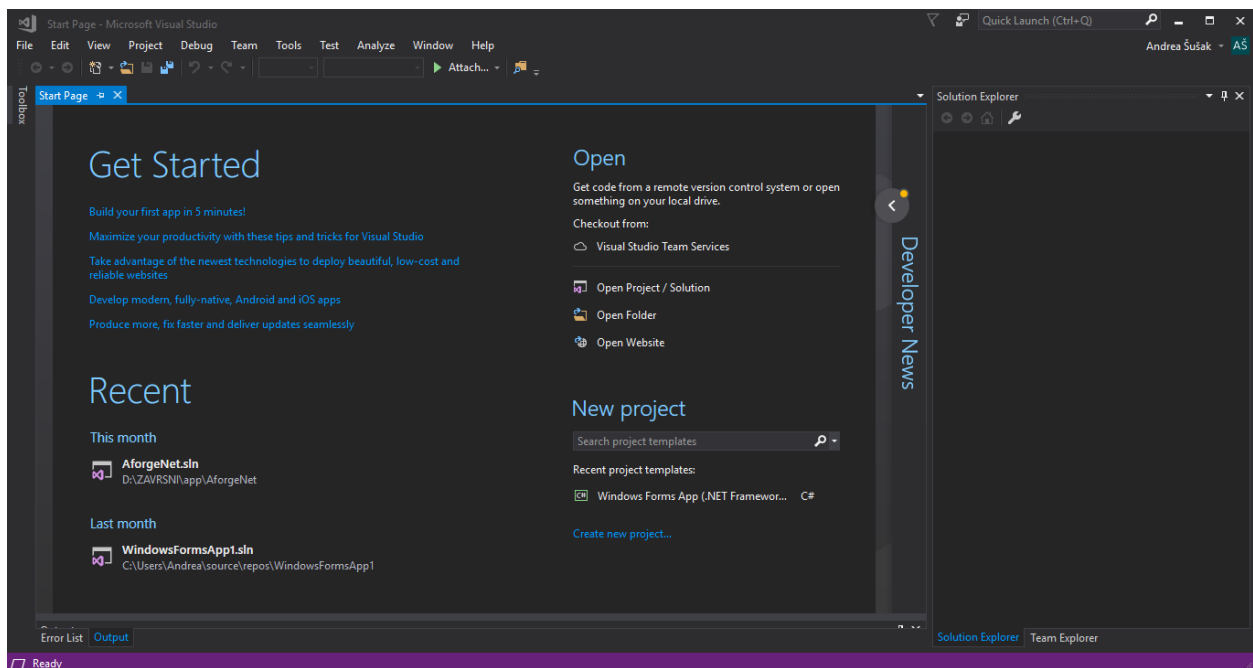 Start Page - Microsoft Visual Studio
Quick Launch (Ctrl+Q)
File Edit View Project Debug Team Tools Test Analyze Window Help
Andrea Šušak AŠ
Attach...
Toolbox
Start Page
Solution Explorer
Get Started
Build your first app in 5 minutes!
Maximize your productivity with these tips and tricks for Visual Studio
Take advantage of the newest technologies to deploy beautiful, low-cost and
reliable websites
Develop modern, fully-native, Android and iOS apps
Produce more, fix faster and deliver updates seamlessly
Recent
This month
AforgeNet.sln
D:\ZAVRSNI\app\AforgeNet
Last month
WindowsFormsApp1.sln
C:\Users\Andrea\source\repos\WindowsFormsApp1
Open
Get code from a remote version control system or open
something on your local drive.
Checkout from:
Visual Studio Team Services
Open Project / Solution
Open Folder
Open Website
New project
Search project templates
Recent project templates:
Windows Forms App (.NET Framewor... C#
Create new project...
Developer News
Error List Output
Solution Explorer Team Explorer
Ready